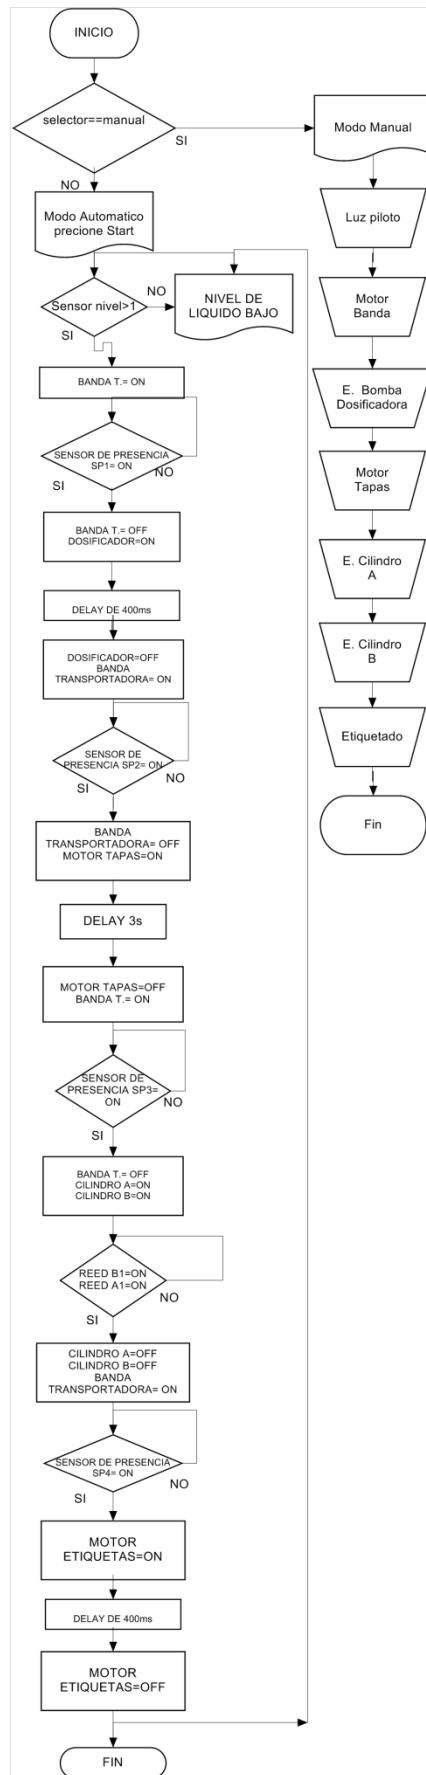 INICIO
selector==manual
SI
NO
Modo Manual
Modo Automatico
precione Start
Luz piloto
Sensor nivel>1
NO
SI
NIVEL DE
LIQUIDO BAJO
Motor
Banda
BANDA T.= ON
E. Bomba
Dosificadora
SENSOR DE PRESENCIA
SP1= ON
NO
SI
Motor
Tapas
BANDA T.= OFF
DOSIFICADOR=ON
E. Cilindro
A
DELAY DE 400ms
DOSIFICADOR=OFF
BANDA
TRANSPORTADORA= ON
E. Cilindro
B
SENSOR DE
PRESENCIA SP2= ON
NO
SI
Etiquetado
BANDA
TRANSPORTADORA= OFF
MOTOR TAPAS=ON
Fin
DELAY 3s
MOTOR TAPAS=OFF
BANDA T.= ON
SENSOR DE
PRESENCIA SP3=
ON
NO
SI
BANDA T.= OFF
CILINDRO A=ON
CILINDRO B=ON
REED B1=ON
REED A1=ON
NO
SI
CILINDRO A=OFF
CILINDRO B=OFF
BANDA
TRANSPORTADORA= ON
SENSOR DE PRESENCIA
SP4= ON
NO
SI
MOTOR
ETIQUETAS=ON
DELAY DE 400ms
MOTOR
ETIQUETAS=OFF
FIN